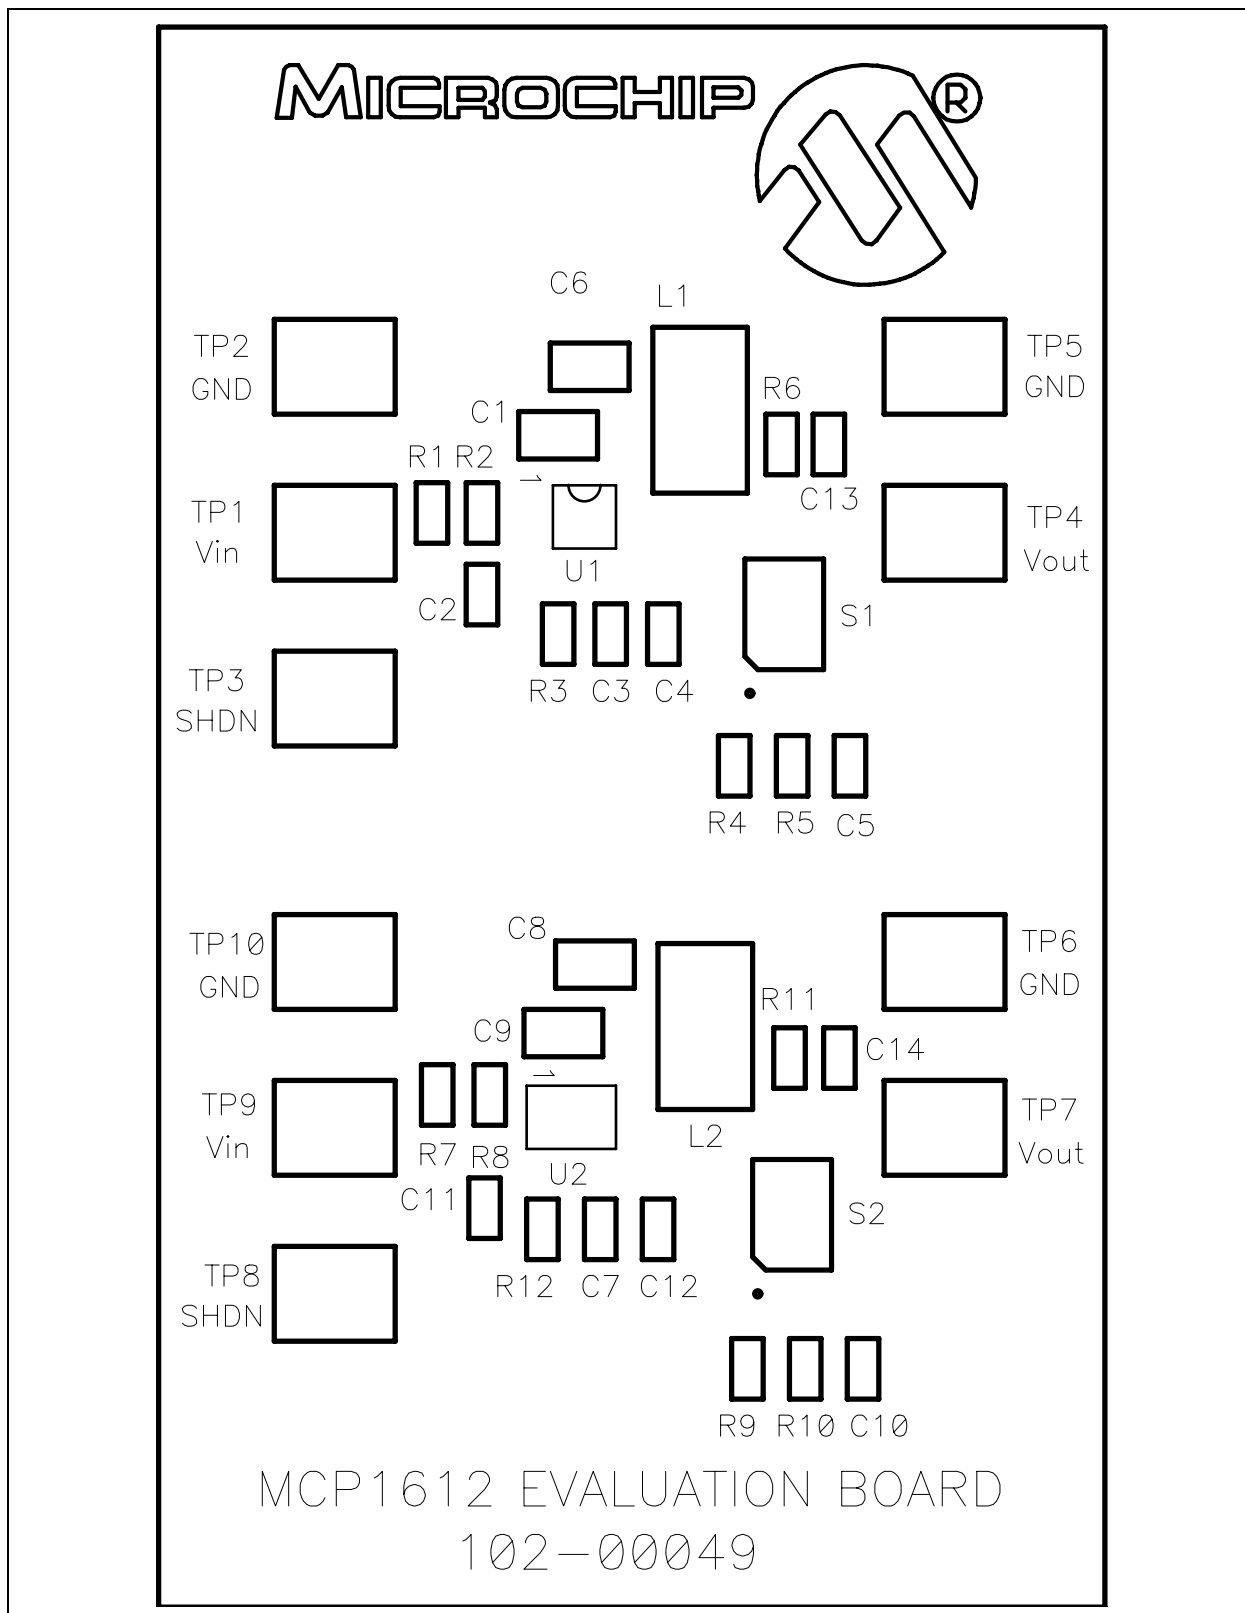 MICROCHIP ®
C6
L1
TP2
GND
TP5
GND
R6
C1
R1 R2
1
C13
TP1
Vin
TP4
Vout
U1
C2
S1
TP3
SHDN
R3 C3 C4
R4 R5 C5
C8
TP10
GND
TP6
GND
R11
C9
C14
1
TP9
Vin
TP7
Vout
L2
R7 R8
U2
C11
S2
TP8
SHDN
R12 C7 C12
R9 R10 C10
MCP1612 EVALUATION BOARD
102-00049